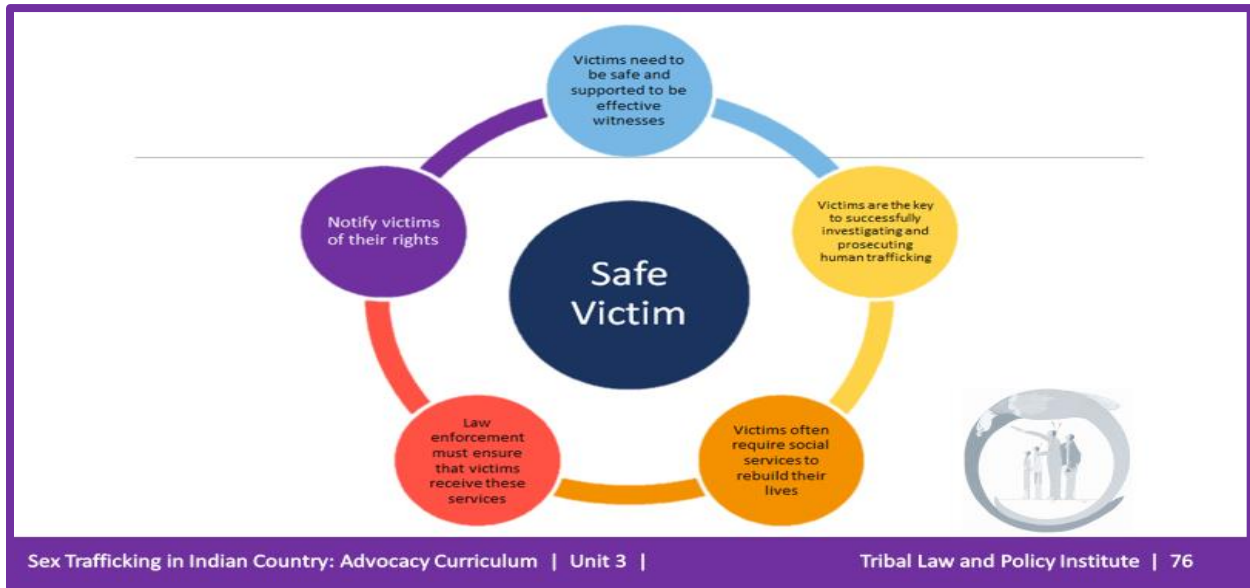 Victims need to
be safe and
supported to be
effective
witnesses
Victims are the key
to successfully
investigating and
prosecuting
human trafficking
Victims often
require social
services to
rebuild their
lives
Law
enforcement
must ensure
that victims
receive these
services
Notify victims
of their rights
Safe
Victim
Sex Trafficking in Indian Country: Advocacy Curriculum | Unit 3 |
Tribal Law and Policy Institute | 76